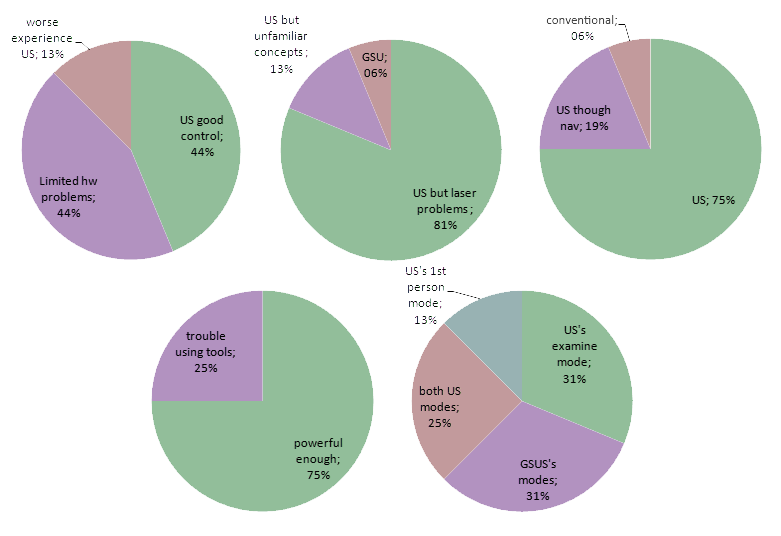 worse
experience
US; 13%
US good
control;
44%
Limited hw
problems;
44%
US but
unfamiliar
concepts;
13%
GSU;
06%
US but laser
problems ;
81%
conventional;
06%
US though
nav; 19%
US; 75%
trouble
using tools;
25%
powerful
enough;
75%
US's 1st
person
mode;
13%
US's
examine
mode;
31%
both US
modes;
25%
GSUS's
modes;
31%